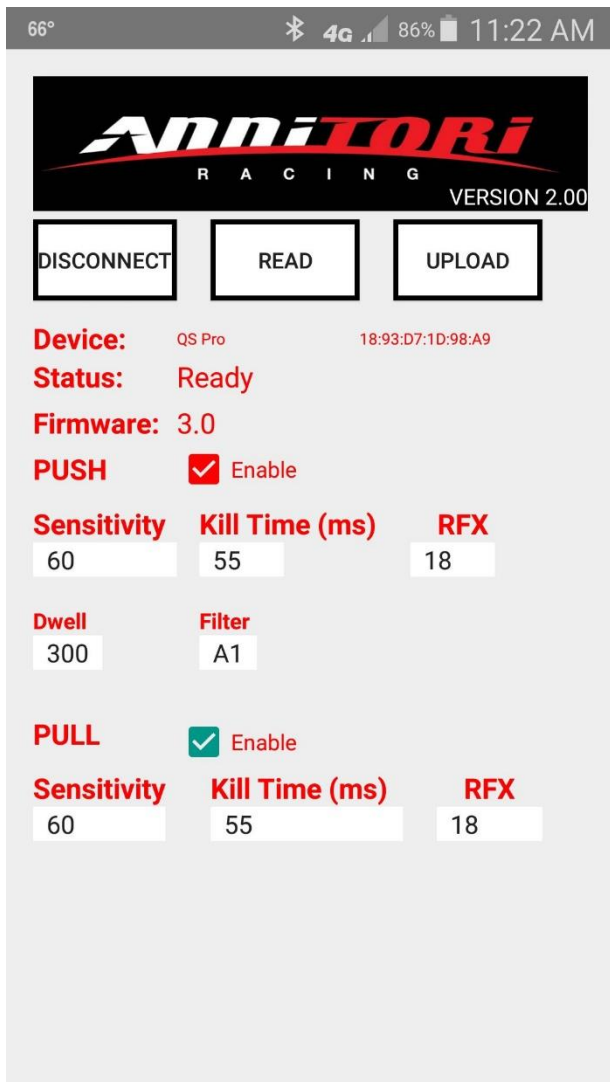 66° 4G 86% 11:22 AM
ANNiTORi
RACING
VERSION 2.00
DISCONNECT READ UPLOAD
Device: QS Pro 18:93:D7:1D:98:A9
Status: Ready
Firmware: 3.0
PUSH Enable
Sensitivity Kill Time (ms) RFX
60 55 18
Dwell Filter
300 A1
PULL Enable
Sensitivity Kill Time (ms) RFX
60 55 18